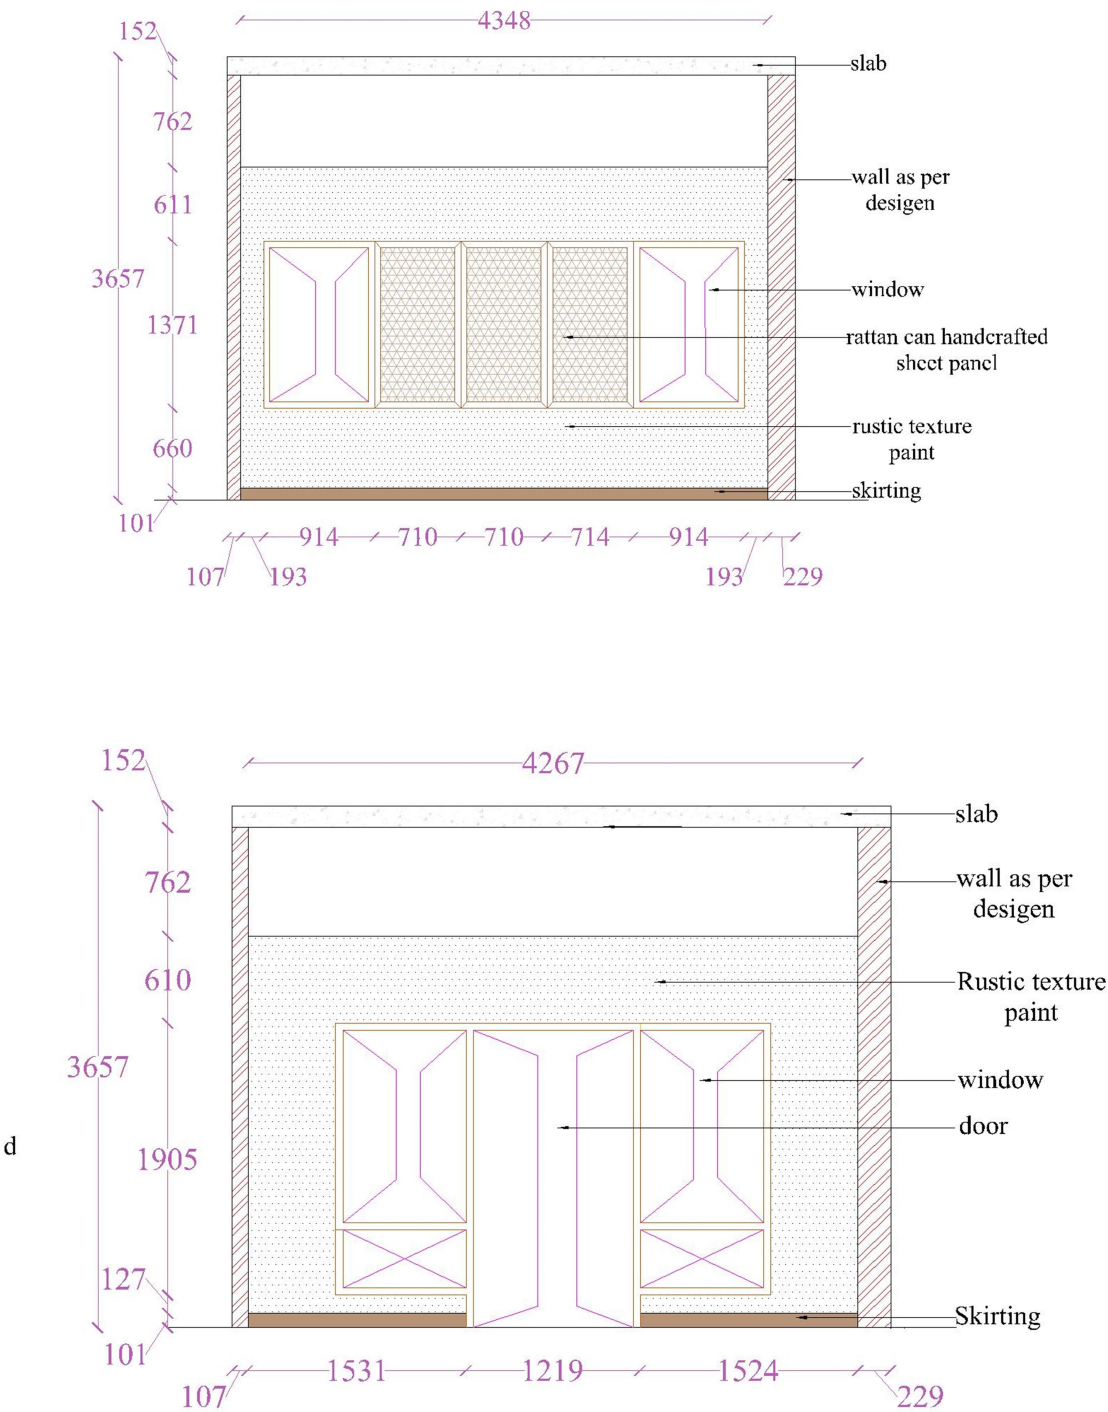 4348
152
slab
762
wall as per
desigen
611
3657
window
1371
rattan can handcrafted
sheet panel
rustic texture
paint
660
skirting
101
914 710 710 714 914
107 193 193 229
4267
152
slab
762
wall as per
desigen
610
Rustic texture
paint
3657
window
door
d
1905
127
Skirting
101
1531 1219 1524
107 229